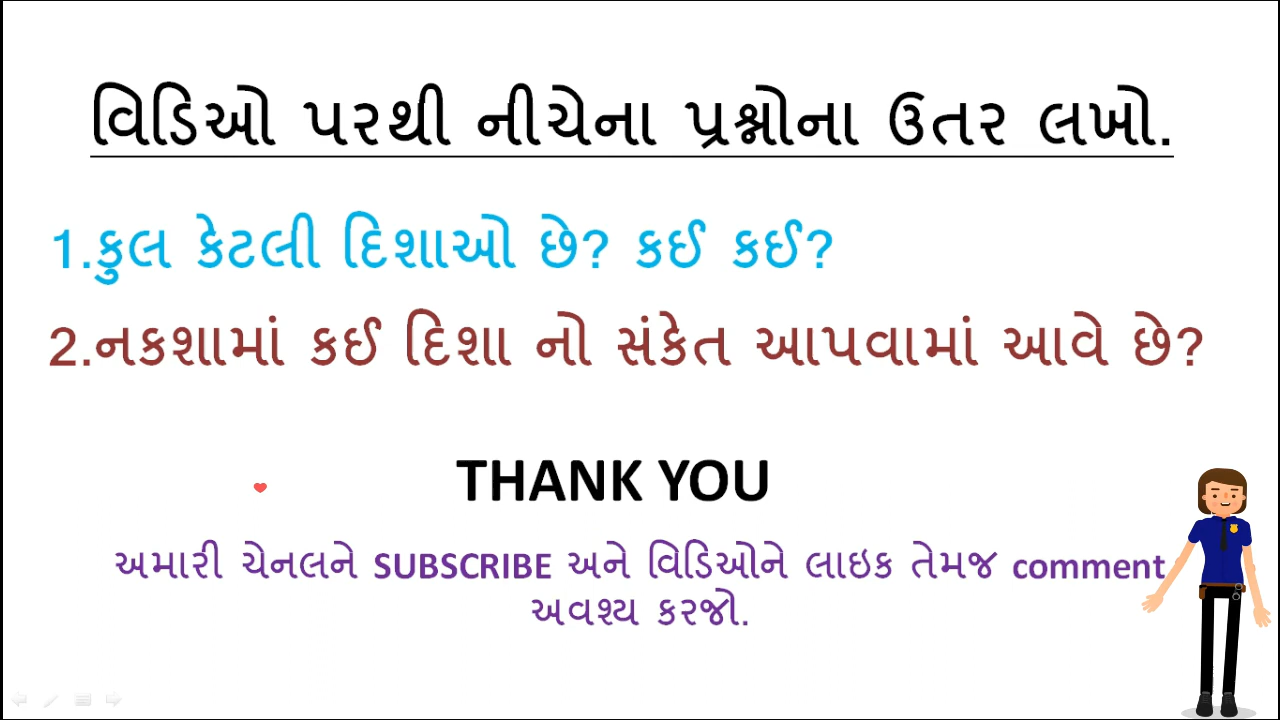 વિડિઓ પરથી નીચેના પ્રશ્નોના ઉતર લખો.
1.કુલ કેટલી દિશાઓ છે? કઈ કઈ?
2.નકશામાં કઈ દિશા નો સંકેત આપવામાં આવે છે?
THANK YOU
અમારી ચેનલને SUBSCRIBE અને વિડિઓને લાઇક તેમજ comment
અવશ્ય કરજો.